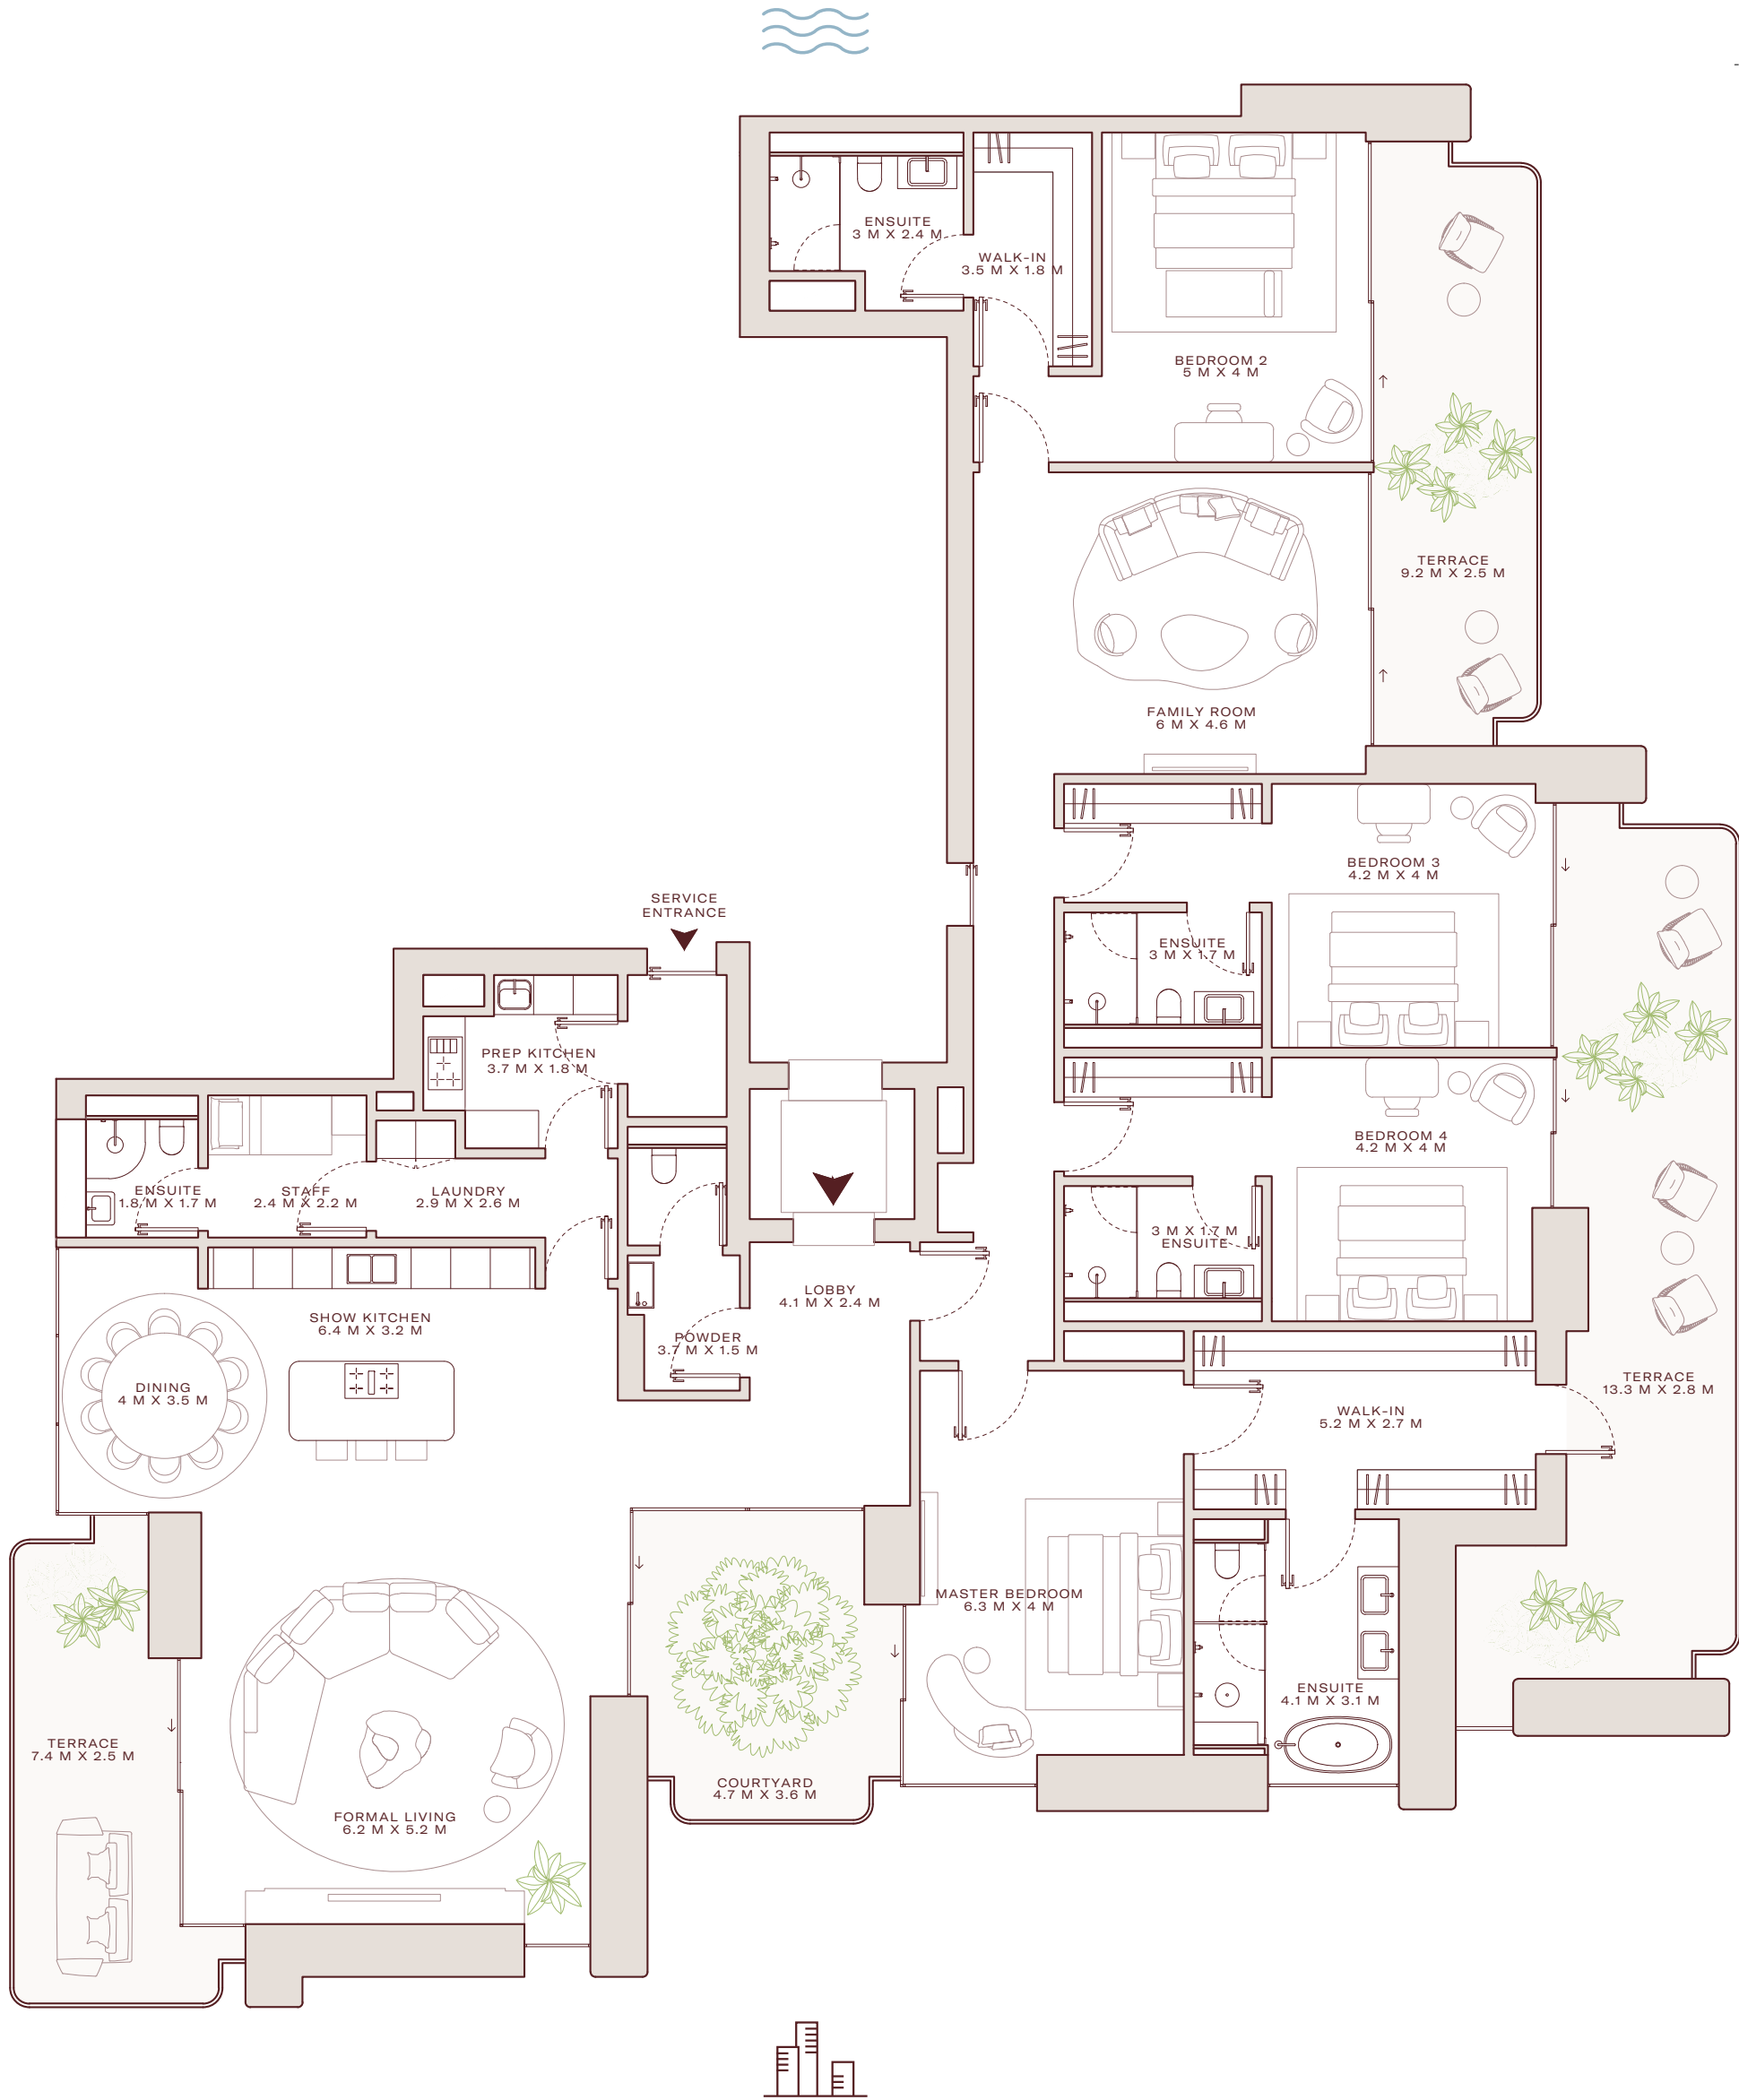 ENSUITE
3 M X 2.4 M
WALK-IN
3.5 M X 1.8 M
BEDROOM 2
5 M X 4 M
TERRACE
9.2 M X 2.5 M
FAMILY ROOM
6 M X 4.6 M
BEDROOM 3
4.2 M X 4 M
SERVICE
ENTRANCE
ENSUITE
3 M X 1.7 M
PREP KITCHEN
3.7 M X 1.8 M
BEDROOM 4
4.2 M X 4 M
ENSUITE
1.8 M X 1.7 M
STAFF
2.4 M X 2.2 M
LAUNDRY
2.9 M X 2.6 M
3 M X 1.7 M
ENSUITE
LOBBY
4.1 M X 2.4 M
SHOW KITCHEN
6.4 M X 3.2 M
POWDER
3.7 M X 1.5 M
DINING
4 M X 3.5 M
TERRACE
13.3 M X 2.8 M
WALK-IN
5.2 M X 2.7 M
MASTER BEDROOM
6.3 M X 4 M
ENSUITE
4.1 M X 3.1 M
TERRACE
7.4 M X 2.5 M
COURTYARD
4.7 M X 3.6 M
FORMAL LIVING
6.2 M X 5.2 M